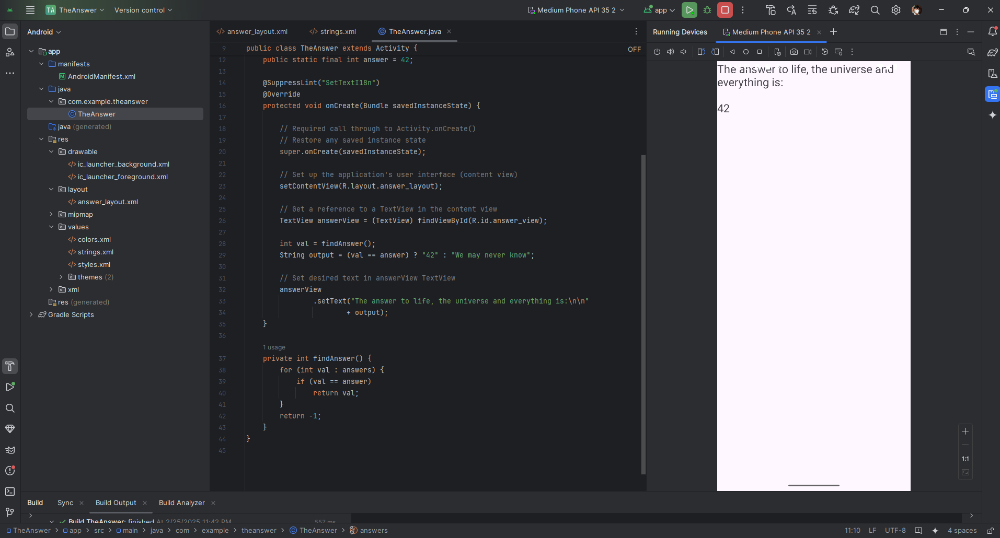 TA TheAnswer Version control Medium Phone API 35 2 app
Android
app
manifests
AndroidManifest.xml
java
com.example.theanswer
TheAnswer
java (generated)
res
drawable
ic_launcher_background.xml
ic_launcher_foreground.xml
layout
answer_layout.xml
mipmap
values
colors.xml
strings.xml
styles.xml
themes (2)
xml
res (generated)
Gradle Scripts
answer_layout.xml strings.xml TheAnswer.java
OFF
9 public class TheAnswer extends Activity {
12 public static final int answer = 42;
13
14 @SuppressLint("SetTextI18n")
15 @Override
16 protected void onCreate(Bundle savedInstanceState) {
17
18 // Required call through to Activity.onCreate()
19 // Restore any saved instance state
20 super.onCreate(savedInstanceState);
21
22 // Set up the application's user interface (content view)
23 setContentView(R.layout.answer_layout);
24
25 // Get a reference to a TextView in the content view
26 TextView answerView = (TextView) findViewById(R.id.answer_view);
27
28 int val = findAnswer();
29 String output = (val == answer) ? "42" : "We may never know";
30
31 // Set desired text in answerView TextView
32 answerView
33 .setText("The answer to life, the universe and everything is:\n\n"
34 + output);
35 }
36
1 usage
37 private int findAnswer() {
38 for (int val : answers) {
39 if (val == answer)
40 return val;
41 }
42 return -1;
43 }
44 }
45
Running Devices Medium Phone API 35 2
The answer to life, the universe and
everything is:
42
1:1
Build Sync Build Output Build Analyzer
Build TheAnswer: finished At 2/25/2025 11:42 PM 557 ms
TheAnswer app src main java com example theanswer TheAnswer answers 11:10 LF UTF-8 4 spaces